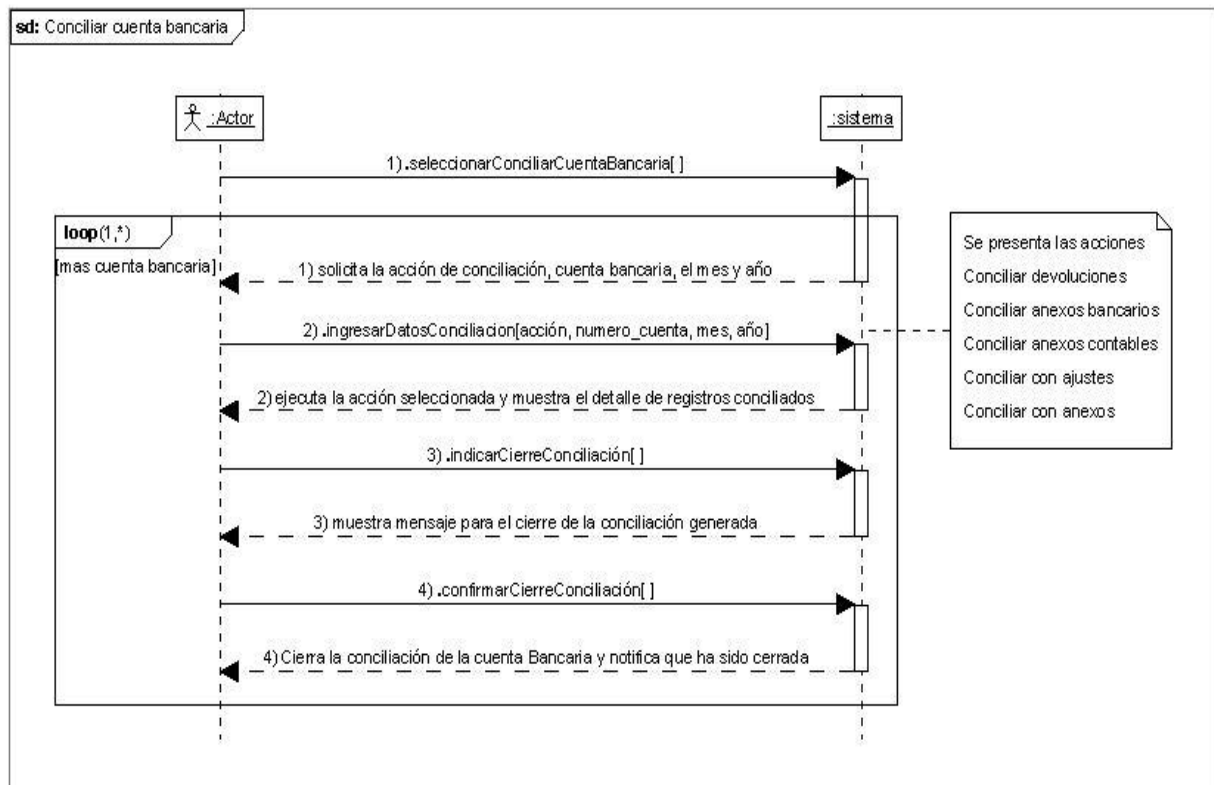 sd: Conciliar cuenta bancaria
:Actor
:sistema
1).seleccionarConciliarCuentaBancaria[ ]
loop(1,*)
[mas cuenta bancaria]
1) solicita la acción de conciliación, cuenta bancaria, el mes y año
2).ingresarDatosConciliacion[acción, numero_cuenta, mes, año]
2)ejecuta la acción seleccionada y muestra el detalle de registros conciliados
3).indicarCierreConciliación[ ]
3) muestra mensaje para el cierre de la conciliación generada
4).confirmarCierreConciliación[ ]
4)Cierra la conciliación de la cuenta Bancaria y notifica que ha sido cerrada
Se presenta las acciones
Conciliar devoluciones
Conciliar anexos bancarios
Conciliar anexos contables
Conciliar con ajustes
Conciliar con anexos